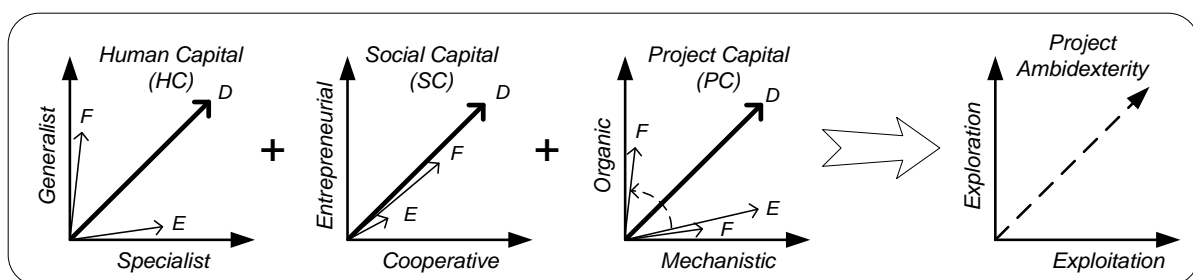 Human Capital
(HC)
Generalist
F
D
E
Specialist
+
Social Capital
(SC)
Entrepreneurial
D
F
E
Cooperative
+
Project Capital
(PC)
Organic
F
D
E
F
Mechanistic
Project
Ambidexterity
Exploration
Exploitation